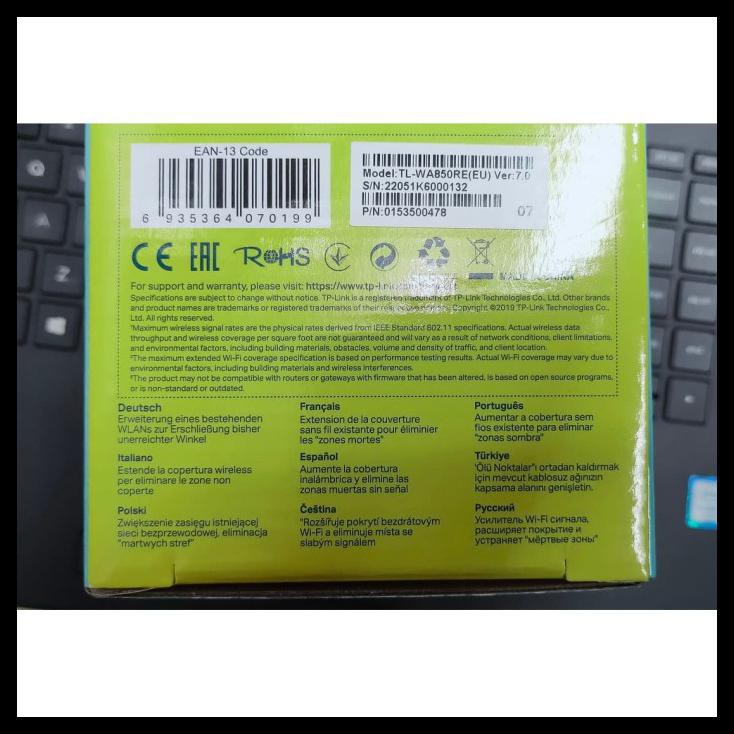 EAN-13 Code
6 935364 070199
Model:TL-WA850RE(EU) Ver:7.0
S/N:22051K6000132
P/N:0153500478 07
CE EAC RoHS
For support and warranty, please visit: https://www.tp-link
Specifications are subject to change without notice. TP-Link is a registered trademark of TP-Link Technologies Co., Ltd. Other brands
and product names are trademarks or registered trademarks of their respective holders. Copyright ©2019 TP-Link Technologies Co.,
Ltd. All rights reserved.
¹Maximum wireless signal rates are the physical rates derived from IEEE Standard 802.11 specifications. Actual wireless data
throughput and wireless coverage per square foot are not guaranteed and will vary as a result of network conditions, client limitations,
and environmental factors, including building materials, obstacles, volume and density of traffic, and client location.
²The maximum extended Wi-Fi coverage specification is based on performance testing results. Actual Wi-Fi coverage may vary due to
environmental factors, including building materials and wireless interferences.
³The product may not be compatible with routers or gateways with firmware that has been altered, is based on open source programs,
or is non-standard or outdated.
Deutsch
Erweiterung eines bestehenden
WLANs zur Erschließung bisher
unerreichter Winkel
Français
Extension de la couverture
sans fil existante pour éliminier
les "zones mortes"
Português
Aumentar a cobertura sem
fios existente para eliminar
"zonas sombra"
Italiano
Estende la copertura wireless
per eliminare le zone non
coperte
Español
Aumente la cobertura
inalámbrica y elimine las
zonas muertas sin señal
Türkiye
'Ölü Noktalar'ı ortadan kaldırmak
için mevcut kablosuz ağınızın
kapsama alanını genişletin.
Polski
Zwiększenie zasięgu istniejącej
sieci bezprzewodowej, eliminacja
"martwych stref"
Čeština
"Rozšiřuje pokrytí bezdrátovým
Wi-Fi a eliminuje místa se
slabým signálem
Русский
Усилитель Wi-Fi сигнала,
расширяет покрытие и
устраняет "мёртвые зоны"